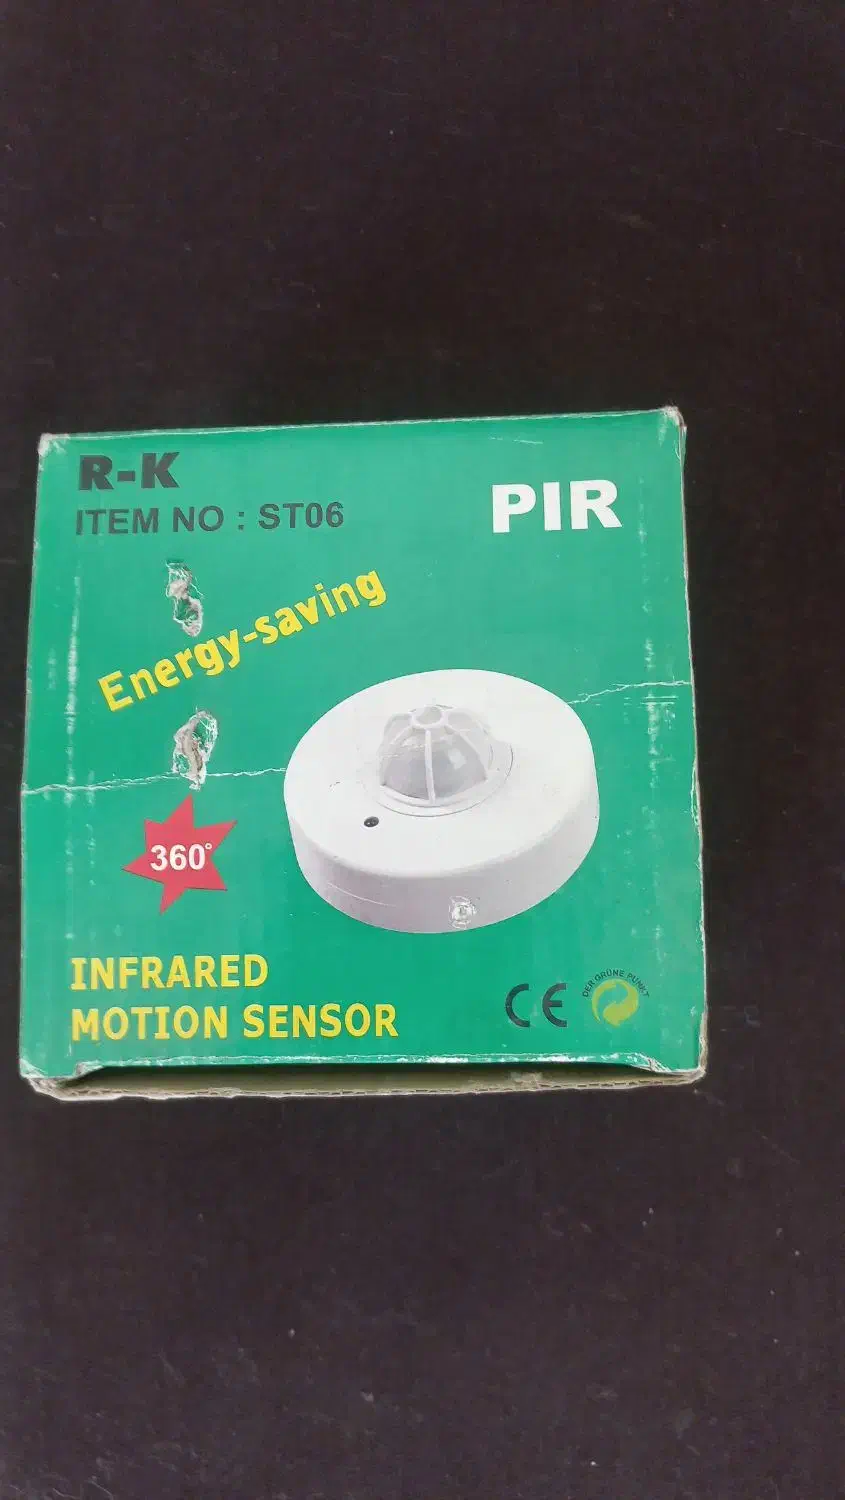 R-K
ITEM NO : ST06
PIR
Energy-saving
360°
INFRARED
MOTION SENSOR
CE
DER GRÜNE PUNKT